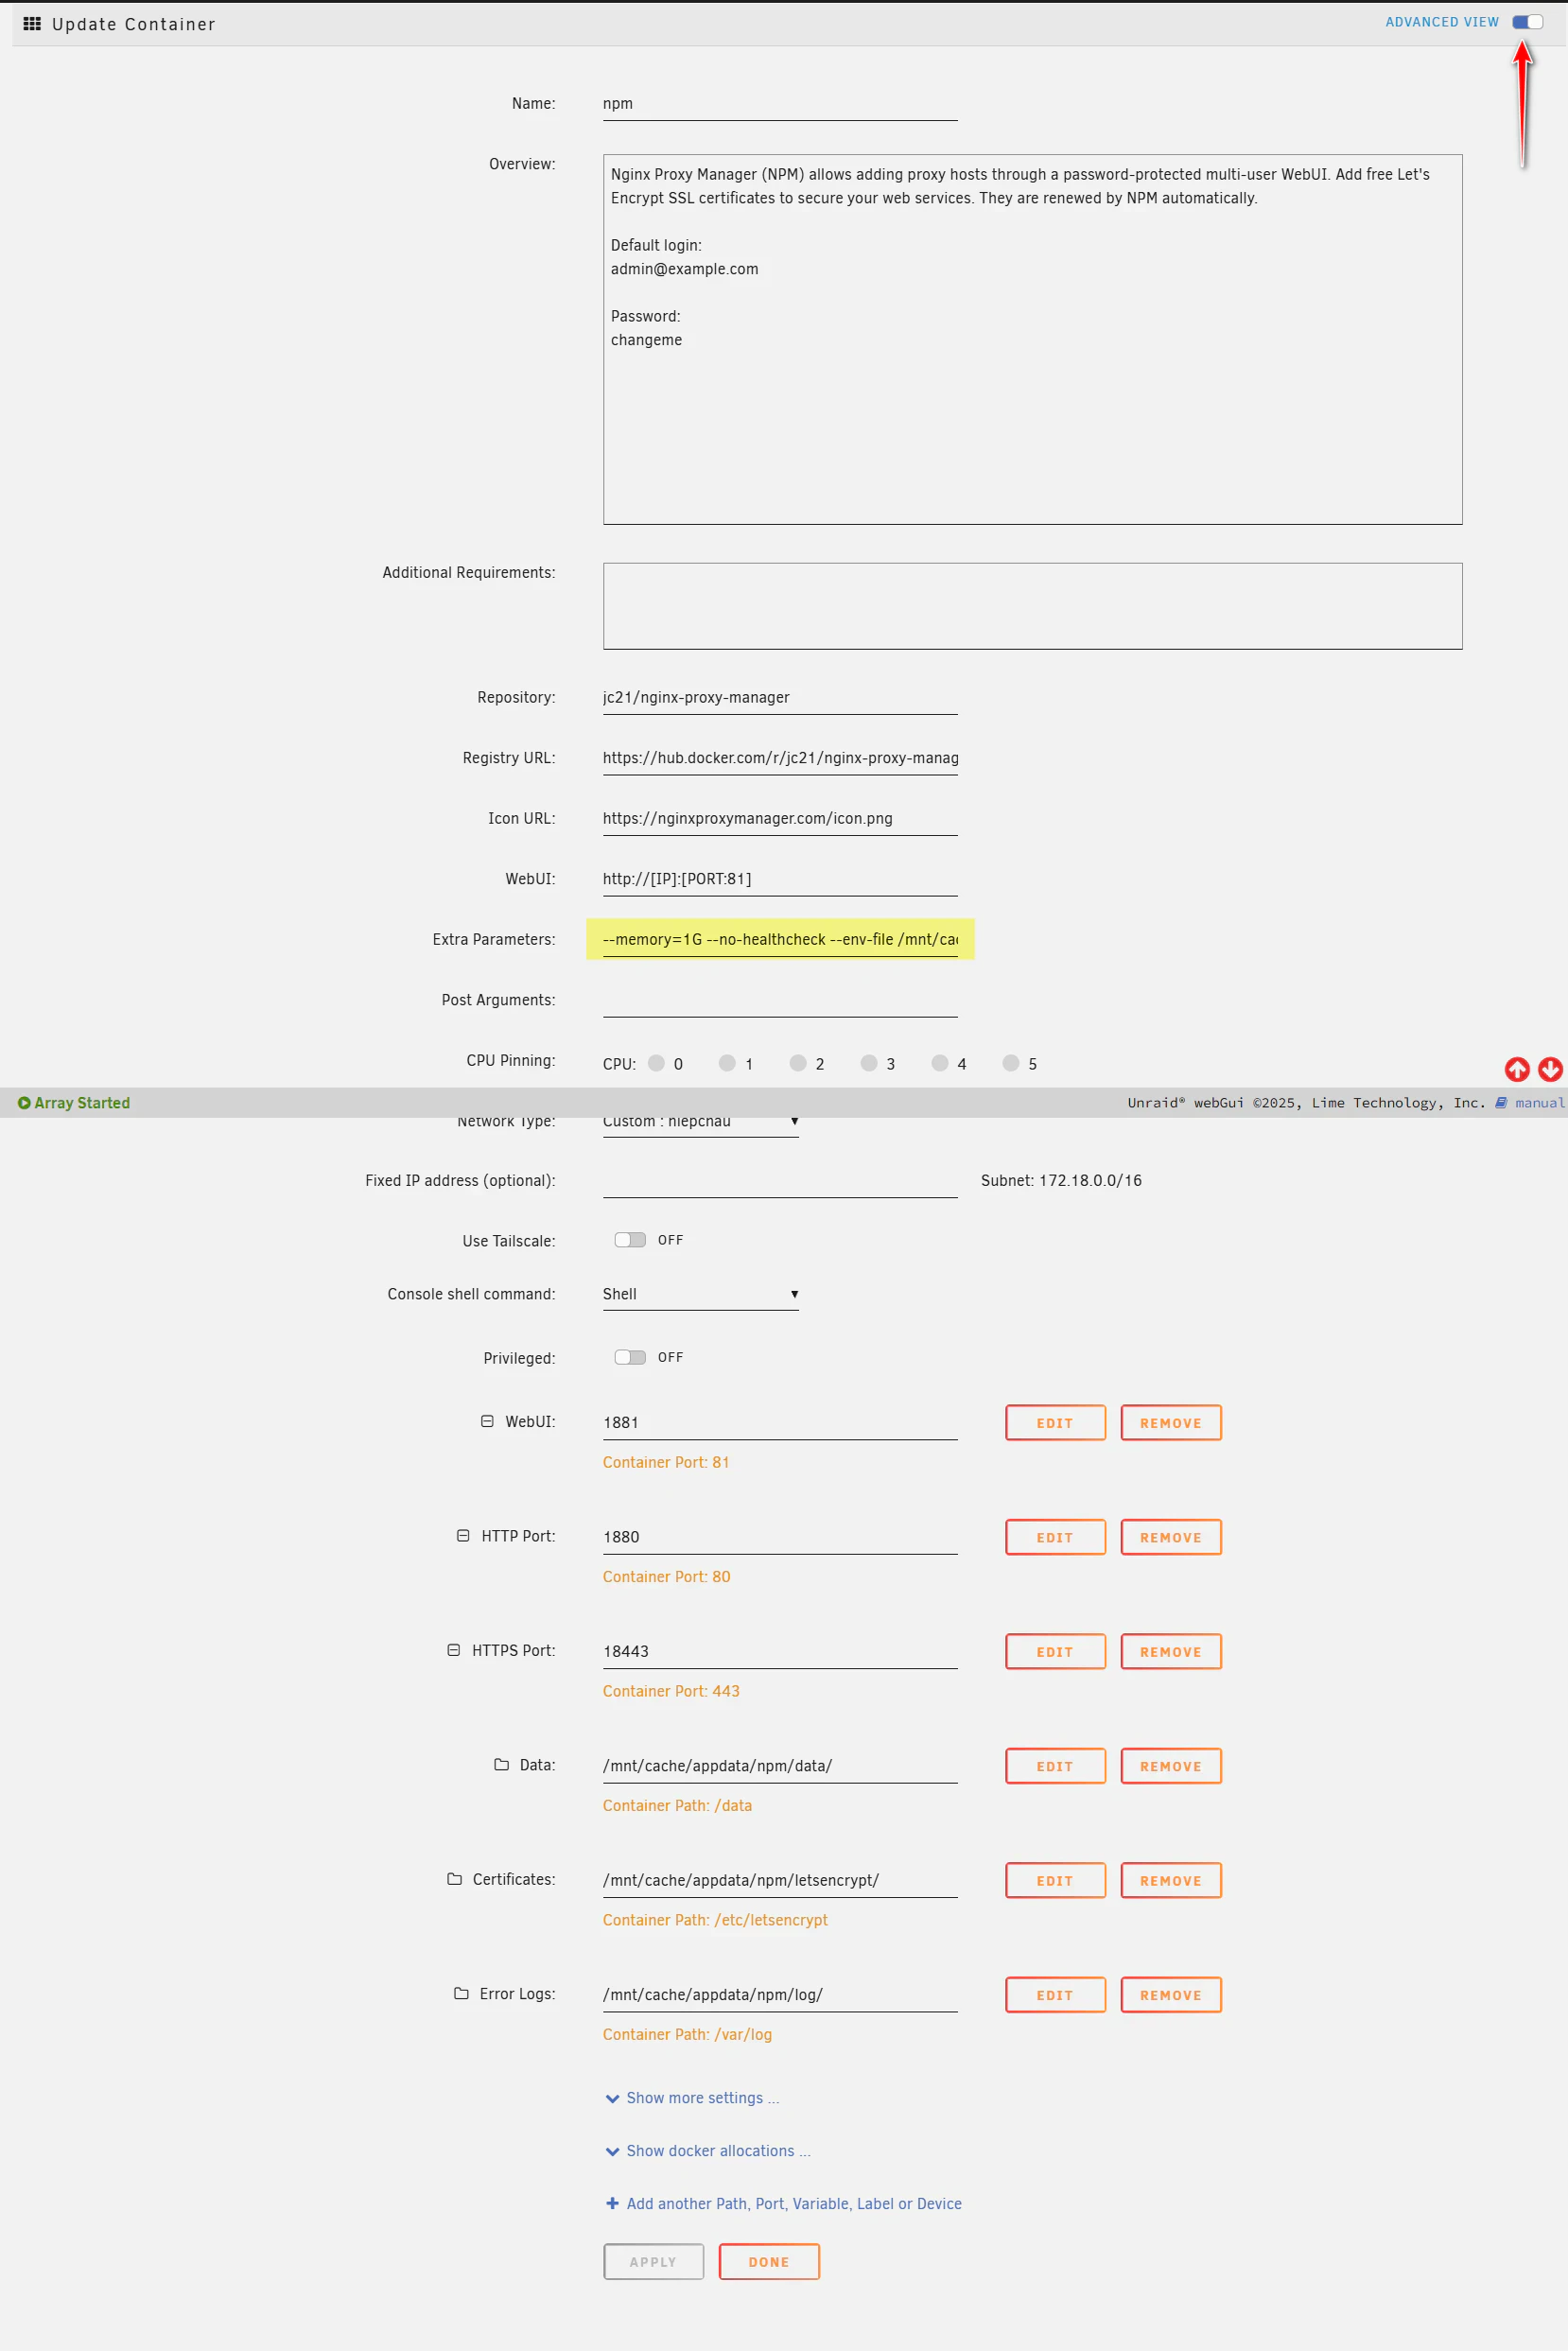 Update Container
ADVANCED VIEW
Name:
npm
Overview:
Nginx Proxy Manager (NPM) allows adding proxy hosts through a password-protected multi-user WebUI. Add free Let's
Encrypt SSL certificates to secure your web services. They are renewed by NPM automatically.
Default login:
admin@example.com
Password:
changeme
Additional Requirements:
Repository:
jc21/nginx-proxy-manager
Registry URL:
https://hub.docker.com/r/jc21/nginx-proxy-manag
Icon URL:
https://nginxproxymanager.com/icon.png
WebUI:
http://[IP]:[PORT:81]
Extra Parameters:
--memory=1G --no-healthcheck --env-file /mnt/cac
Post Arguments:
CPU Pinning:
CPU: 0 1 2 3 4 5
Array Started
Unraid® webGui ©2025, Lime Technology, Inc. manual
Network Type:
Custom : niepcnau
Fixed IP address (optional):
Subnet: 172.18.0.0/16
Use Tailscale:
OFF
Console shell command:
Shell
Privileged:
OFF
WebUI:
1881
EDIT
REMOVE
Container Port: 81
HTTP Port:
1880
EDIT
REMOVE
Container Port: 80
HTTPS Port:
18443
EDIT
REMOVE
Container Port: 443
Data:
/mnt/cache/appdata/npm/data/
EDIT
REMOVE
Container Path: /data
Certificates:
/mnt/cache/appdata/npm/letsencrypt/
EDIT
REMOVE
Container Path: /etc/letsencrypt
Error Logs:
/mnt/cache/appdata/npm/log/
EDIT
REMOVE
Container Path: /var/log
Show more settings ...
Show docker allocations ...
Add another Path, Port, Variable, Label or Device
APPLY
DONE